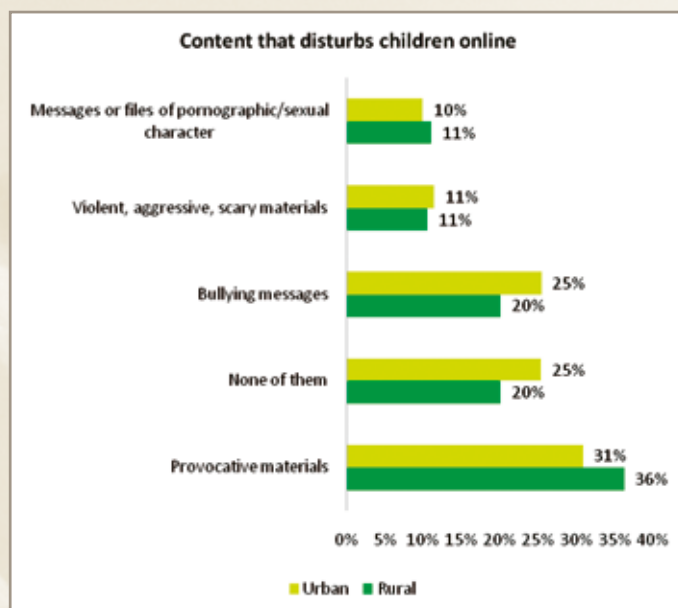 Content that disturbs children online
Messages or files of pornographic/sexual
character
10%
11%
Violent, aggressive, scary materials
11%
11%
Bullying messages
25%
20%
None of them
25%
20%
Provocative materials
31%
36%
0% 5% 10% 15% 20% 25% 30% 35% 40%
Urban Rural